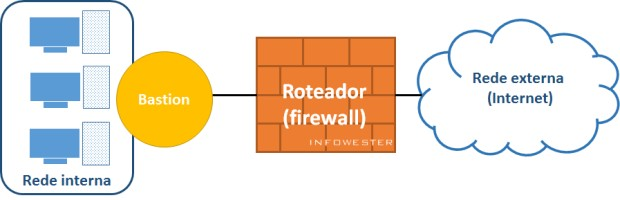 Rede interna
Bastion
Roteador
(firewall)
INFOWESTER
Rede externa
(Internet)